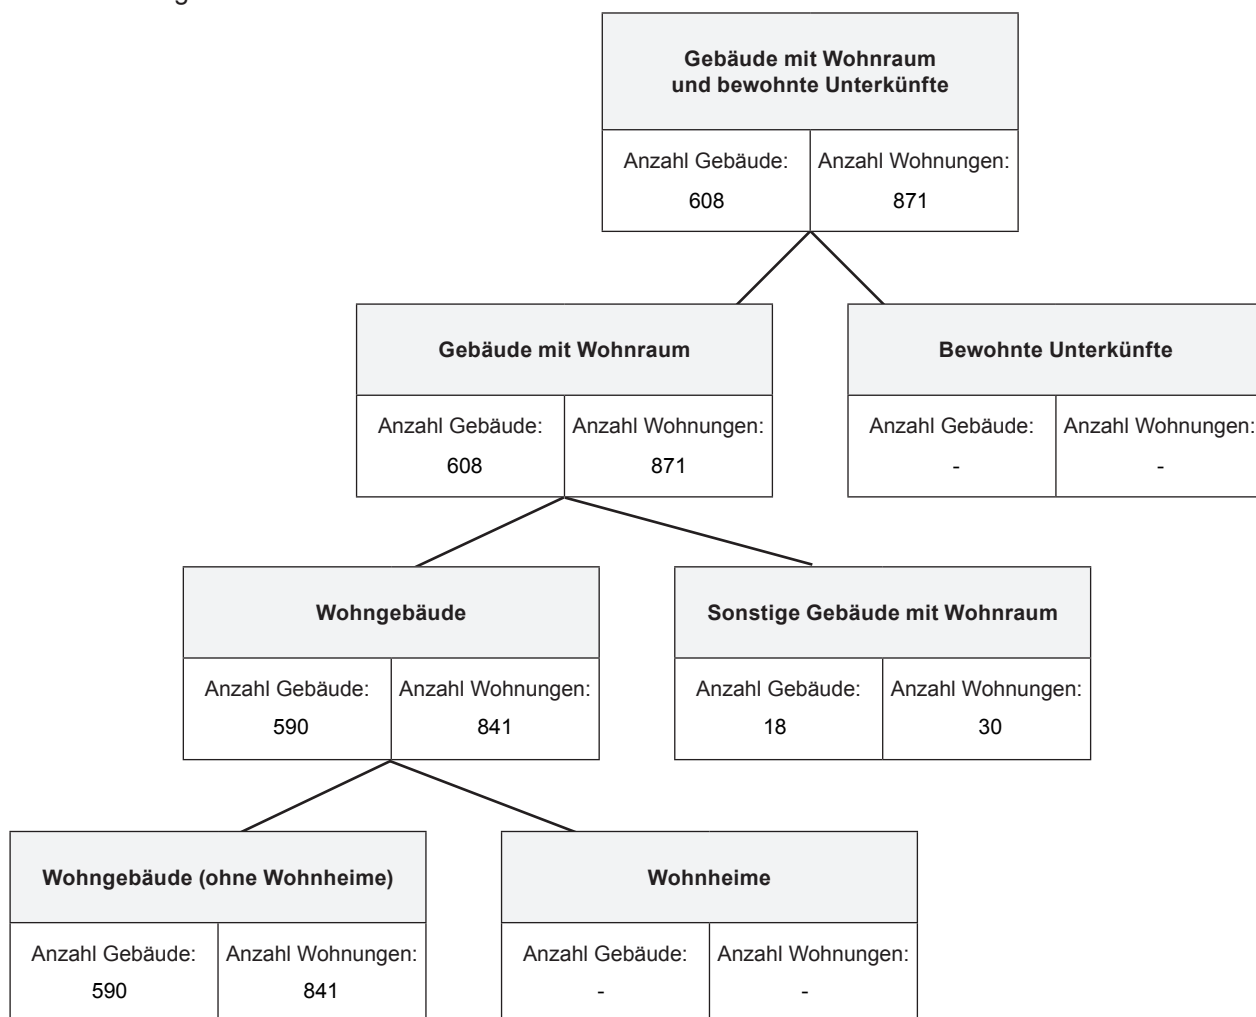 Gebäude mit Wohnraum
und bewohnte Unterkünfte
Anzahl Gebäude:
608
Anzahl Wohnungen:
871
Gebäude mit Wohnraum
Anzahl Gebäude:
608
Anzahl Wohnungen:
871
Bewohnte Unterkünfte
Anzahl Gebäude:
-
Anzahl Wohnungen:
-
Wohngebäude
Anzahl Gebäude:
590
Anzahl Wohnungen:
841
Sonstige Gebäude mit Wohnraum
Anzahl Gebäude:
18
Anzahl Wohnungen:
30
Wohngebäude (ohne Wohnheime)
Anzahl Gebäude:
590
Anzahl Wohnungen:
841
Wohnheime
Anzahl Gebäude:
-
Anzahl Wohnungen:
-